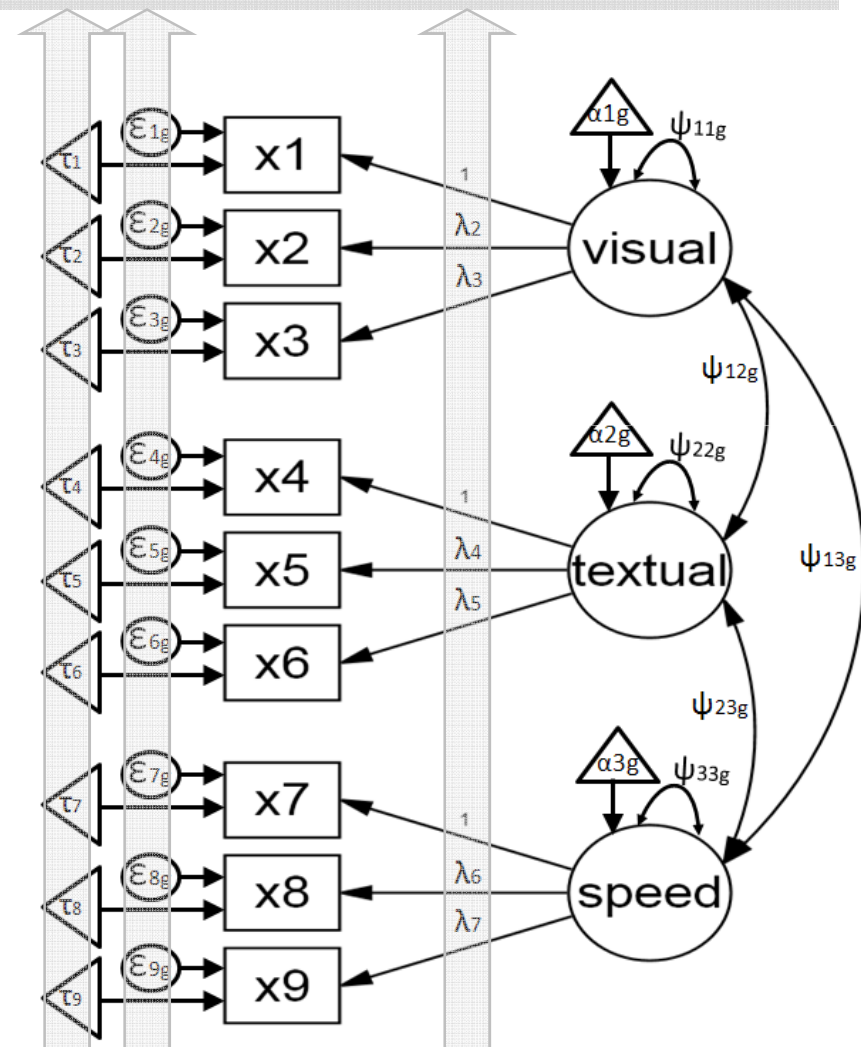 α1g
ψ11g
τ1 ε1g x1
1
τ2 ε2g x2 λ2 visual
τ3 ε3g x3 λ3
ψ12g
α2g
ψ22g
τ4 ε4g x4
1
τ5 ε5g x5 λ4 textual
ψ13g
τ6 ε6g x6 λ5
ψ23g
α3g
ψ33g
τ7 ε7g x7
1
τ8 ε8g x8 λ6 speed
τ9 ε9g x9 λ7